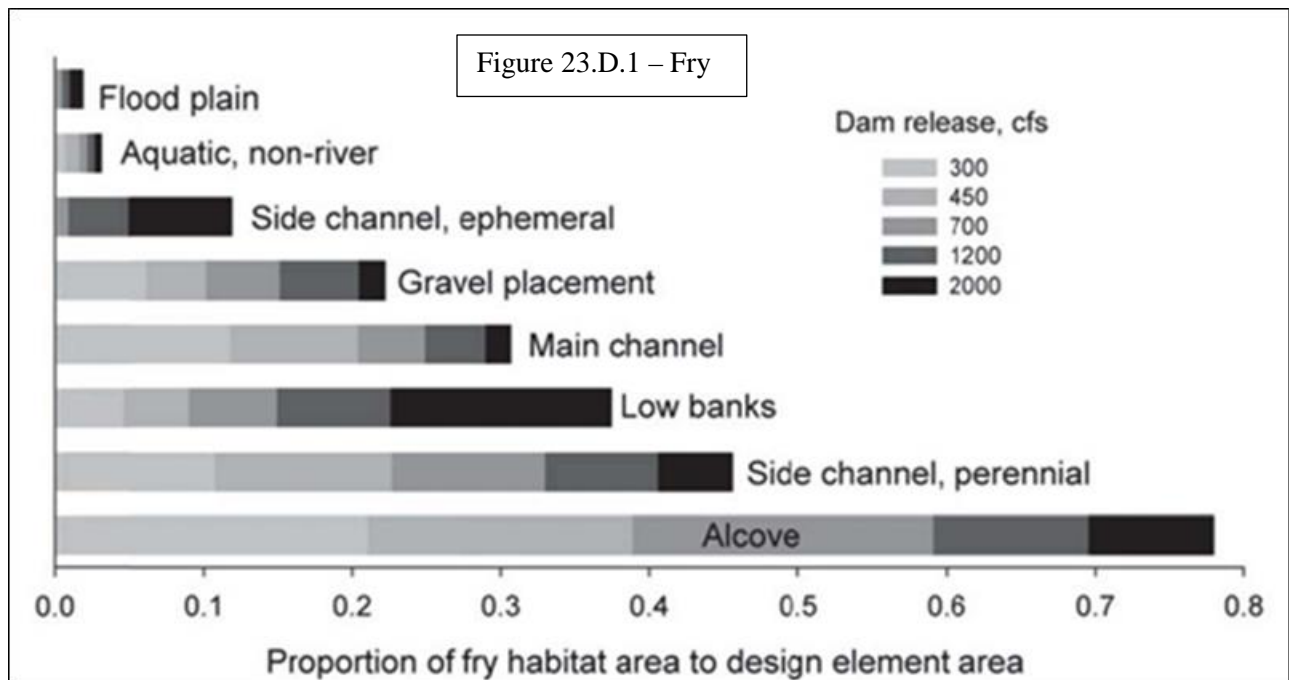 Figure 23.D.1 – Fry
Flood plain
Aquatic, non-river
Side channel, ephemeral
Gravel placement
Main channel
Low banks
Side channel, perennial
Alcove
Dam release, cfs
300
450
700
1200
2000
0.0 0.1 0.2 0.3 0.4 0.5 0.6 0.7 0.8
Proportion of fry habitat area to design element area